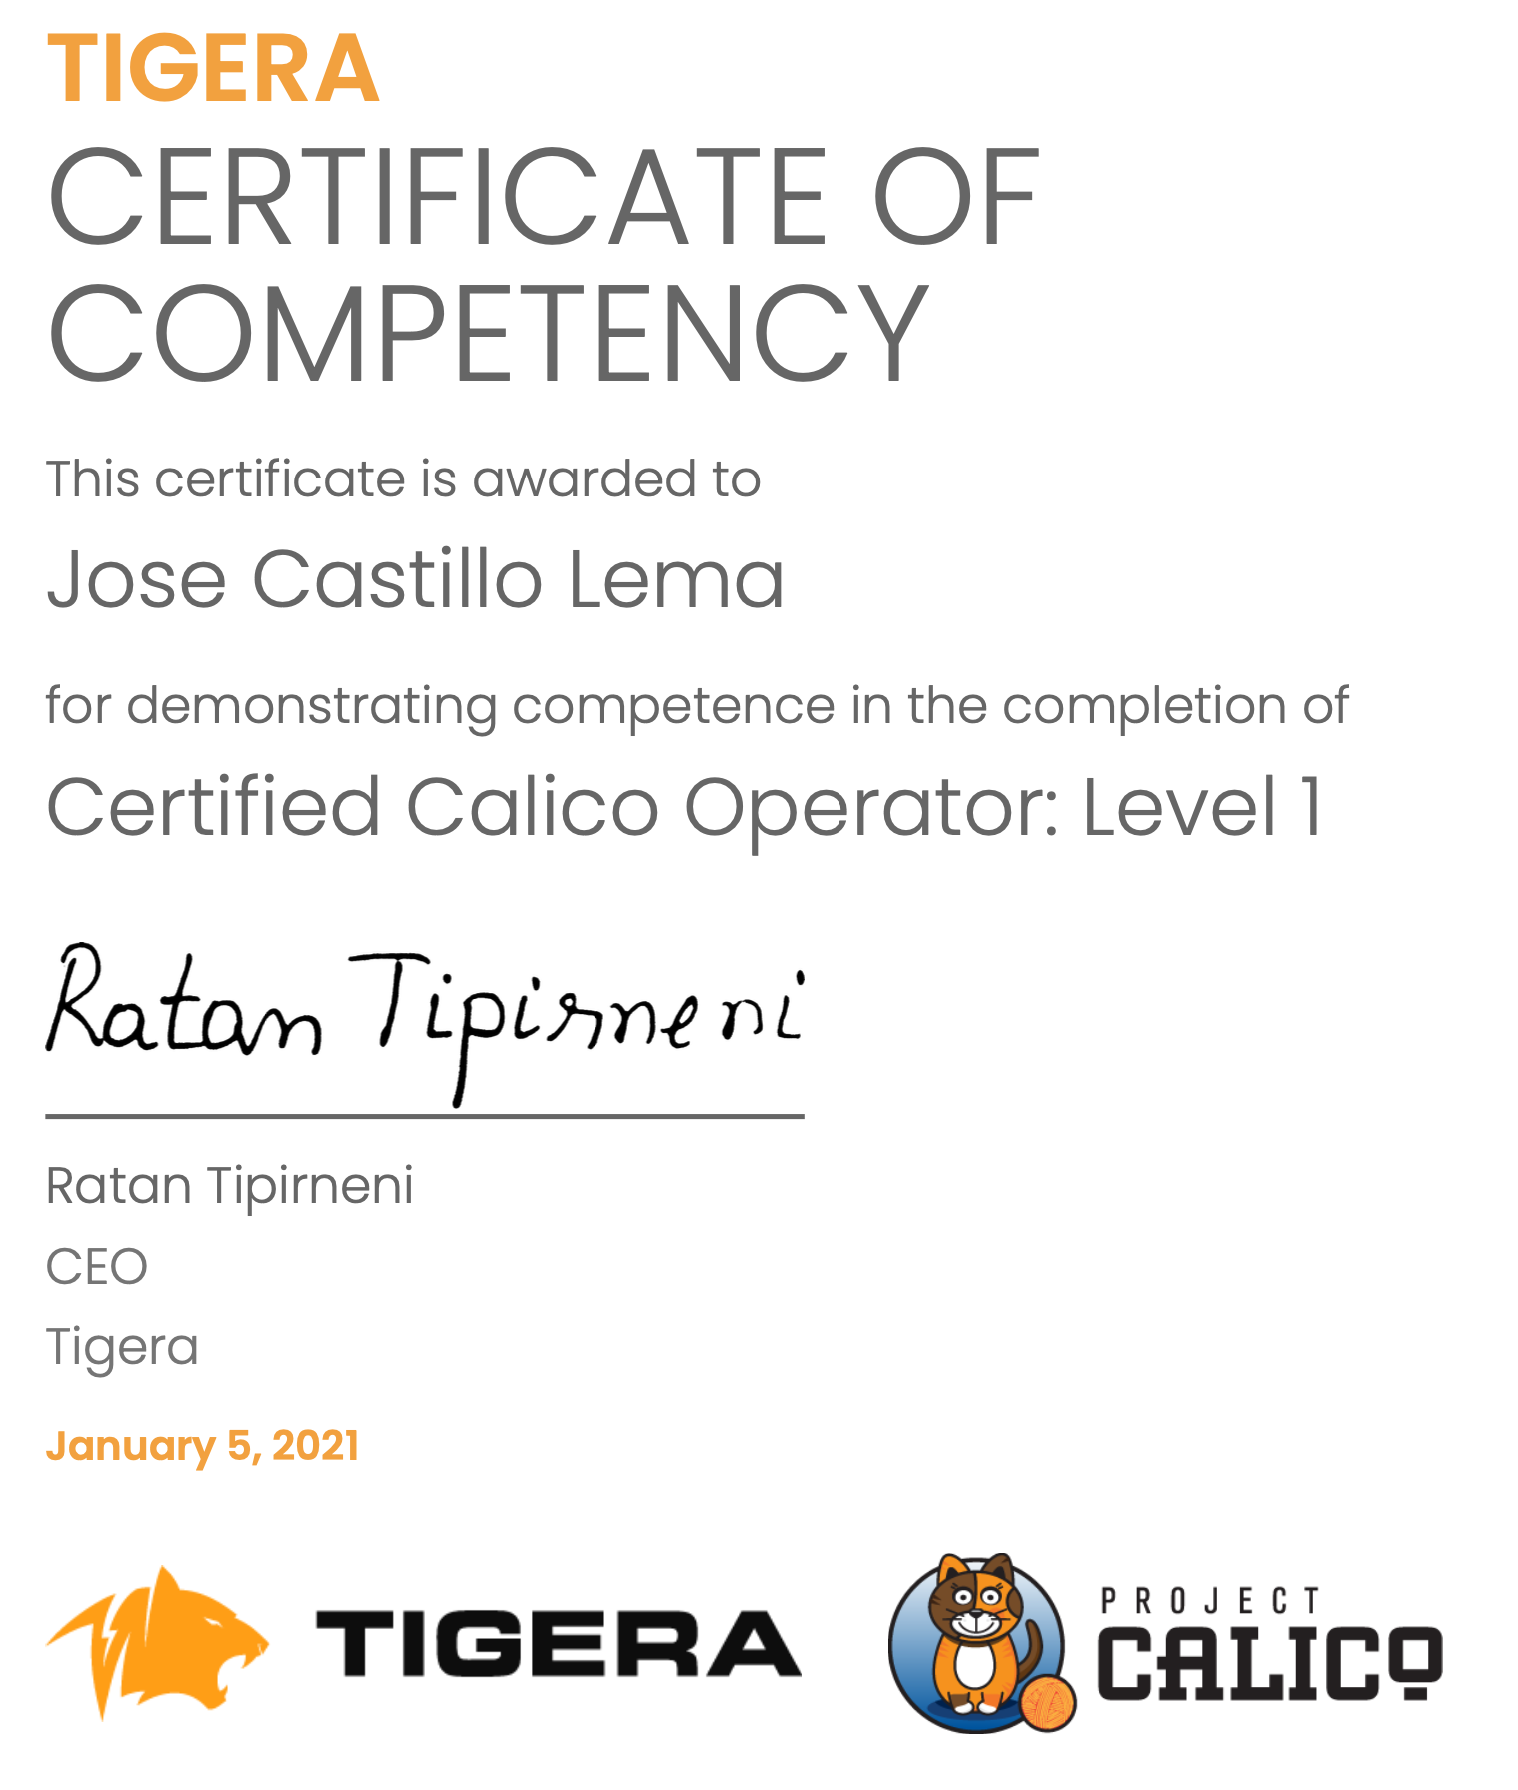 TIGERA
CERTIFICATE OF
COMPETENCY
This certificate is awarded to
Jose Castillo Lema
for demonstrating competence in the completion of
Certified Calico Operator: Level 1
Ratan Tipirneni
Ratan Tipirneni
CEO
Tigera
January 5, 2021
TIGERA
PROJECT
CALICO